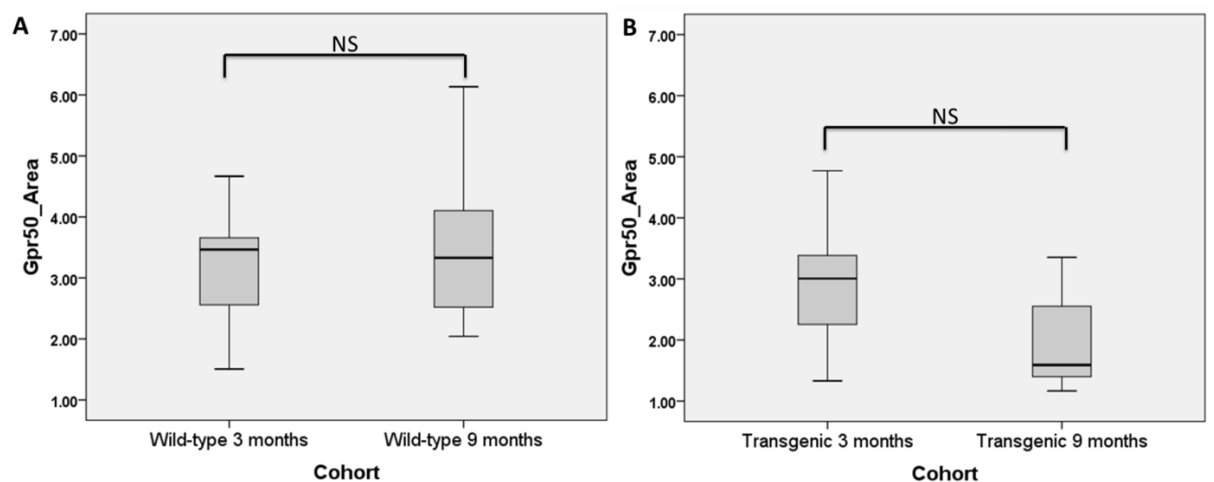 A
NS
7.00
6.00
5.00
4.00
3.00
2.00
1.00
Gpr50_Area
Wild-type 3 months
Wild-type 9 months
Cohort
B
NS
7.00
6.00
5.00
4.00
3.00
2.00
1.00
Gpr50_Area
Transgenic 3 months
Transgenic 9 months
Cohort